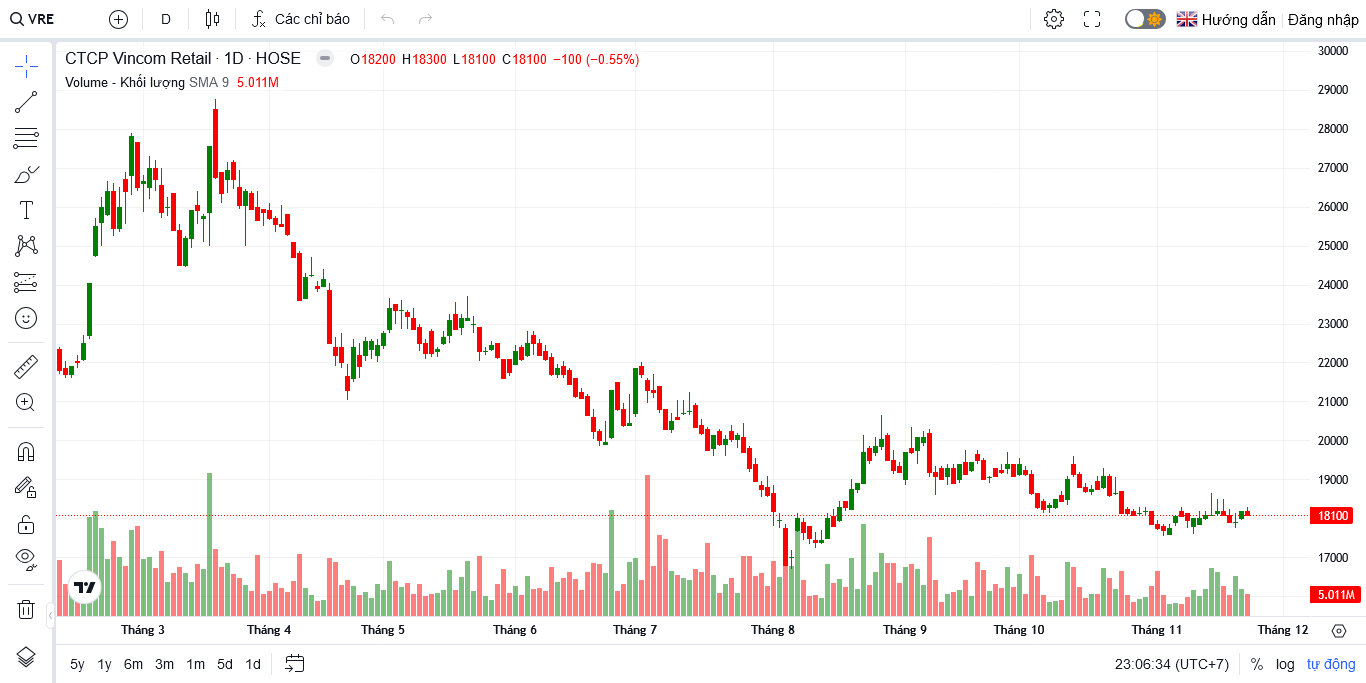 VRE D Các chỉ báo Hướng dẫn Đăng nhập
CTCP Vincom Retail · 1D · HOSE O18200 H18300 L18100 C18100 −100 (−0.55%)
Volume - Khối lượng SMA 9 5.011M
30000
29000
28000
27000
26000
25000
24000
23000
22000
21000
20000
19000
18100
17000
5.011M
Tháng 3 Tháng 4 Tháng 5 Tháng 6 Tháng 7 Tháng 8 Tháng 9 Tháng 10 Tháng 11 Tháng 12
5y 1y 6m 3m 1m 5d 1d 23:06:34 (UTC+7) % log tự động